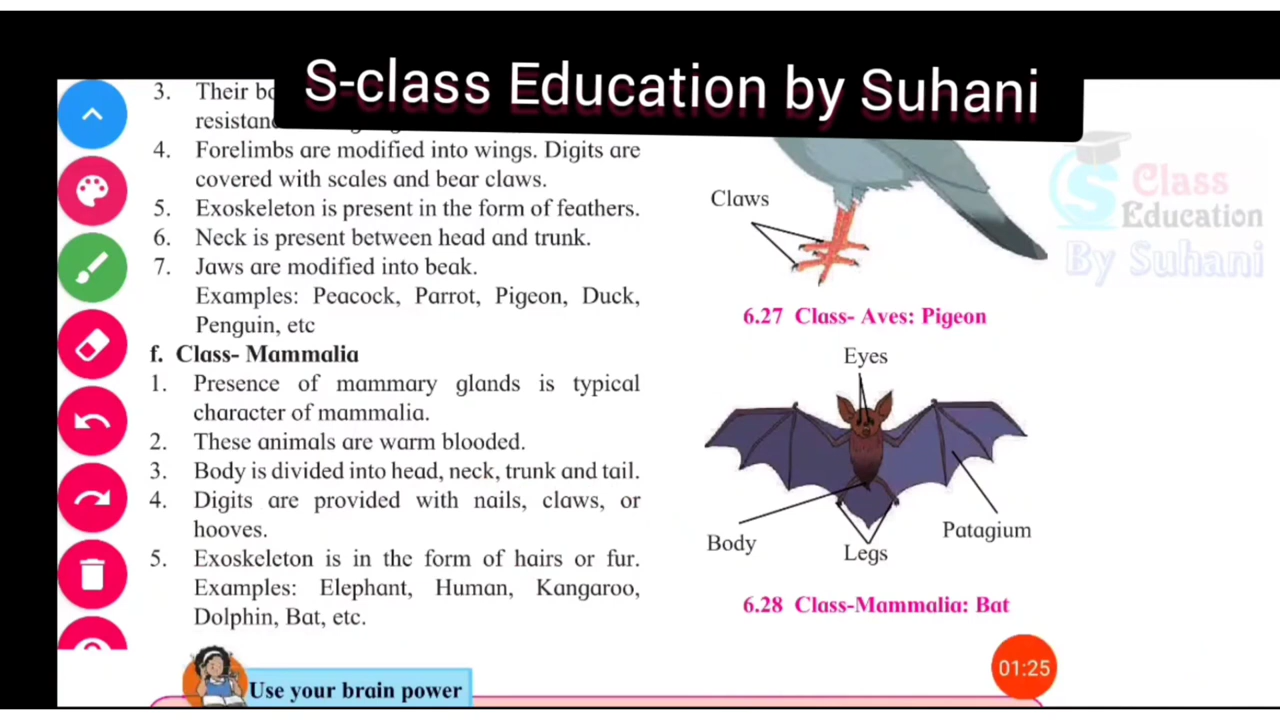 S-class Education by Suhani
3. Their
4. Forelimbs are modified into wings. Digits are
covered with scales and bear claws.
5. Exoskeleton is present in the form of feathers.
6. Neck is present between head and trunk.
7. Jaws are modified into beak.
Examples: Peacock, Parrot, Pigeon, Duck,
Penguin, etc
f. Class- Mammalia
1. Presence of mammary glands is typical
character of mammalia.
2. These animals are warm blooded.
3. Body is divided into head, neck, trunk and tail.
4. Digits are provided with nails, claws, or
hooves.
5. Exoskeleton is in the form of hairs or fur.
Examples: Elephant, Human, Kangaroo,
Dolphin, Bat, etc.
Use your brain power
Claws
6.27 Class- Aves: Pigeon
Eyes
Body
Legs
Patagium
6.28 Class-Mammalia: Bat
S Class
Education
By Suhani
01:25